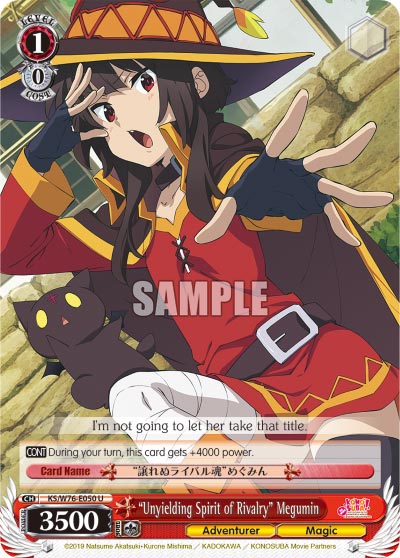 LEVEL
1
0
COST
SAMPLE
I'm not going to let her take that title.
CONT During your turn, this card gets +4000 power.
Card Name "譲れぬライバル魂"めぐみん
CH KS/W76-E050 U
3500 "Unyielding Spirit of Rivalry" Megumin
Adventurer Magic
©2019 Natsume Akatsuki・Kurone Mishima / KADOKAWA / KONOSUBA Movie Partners